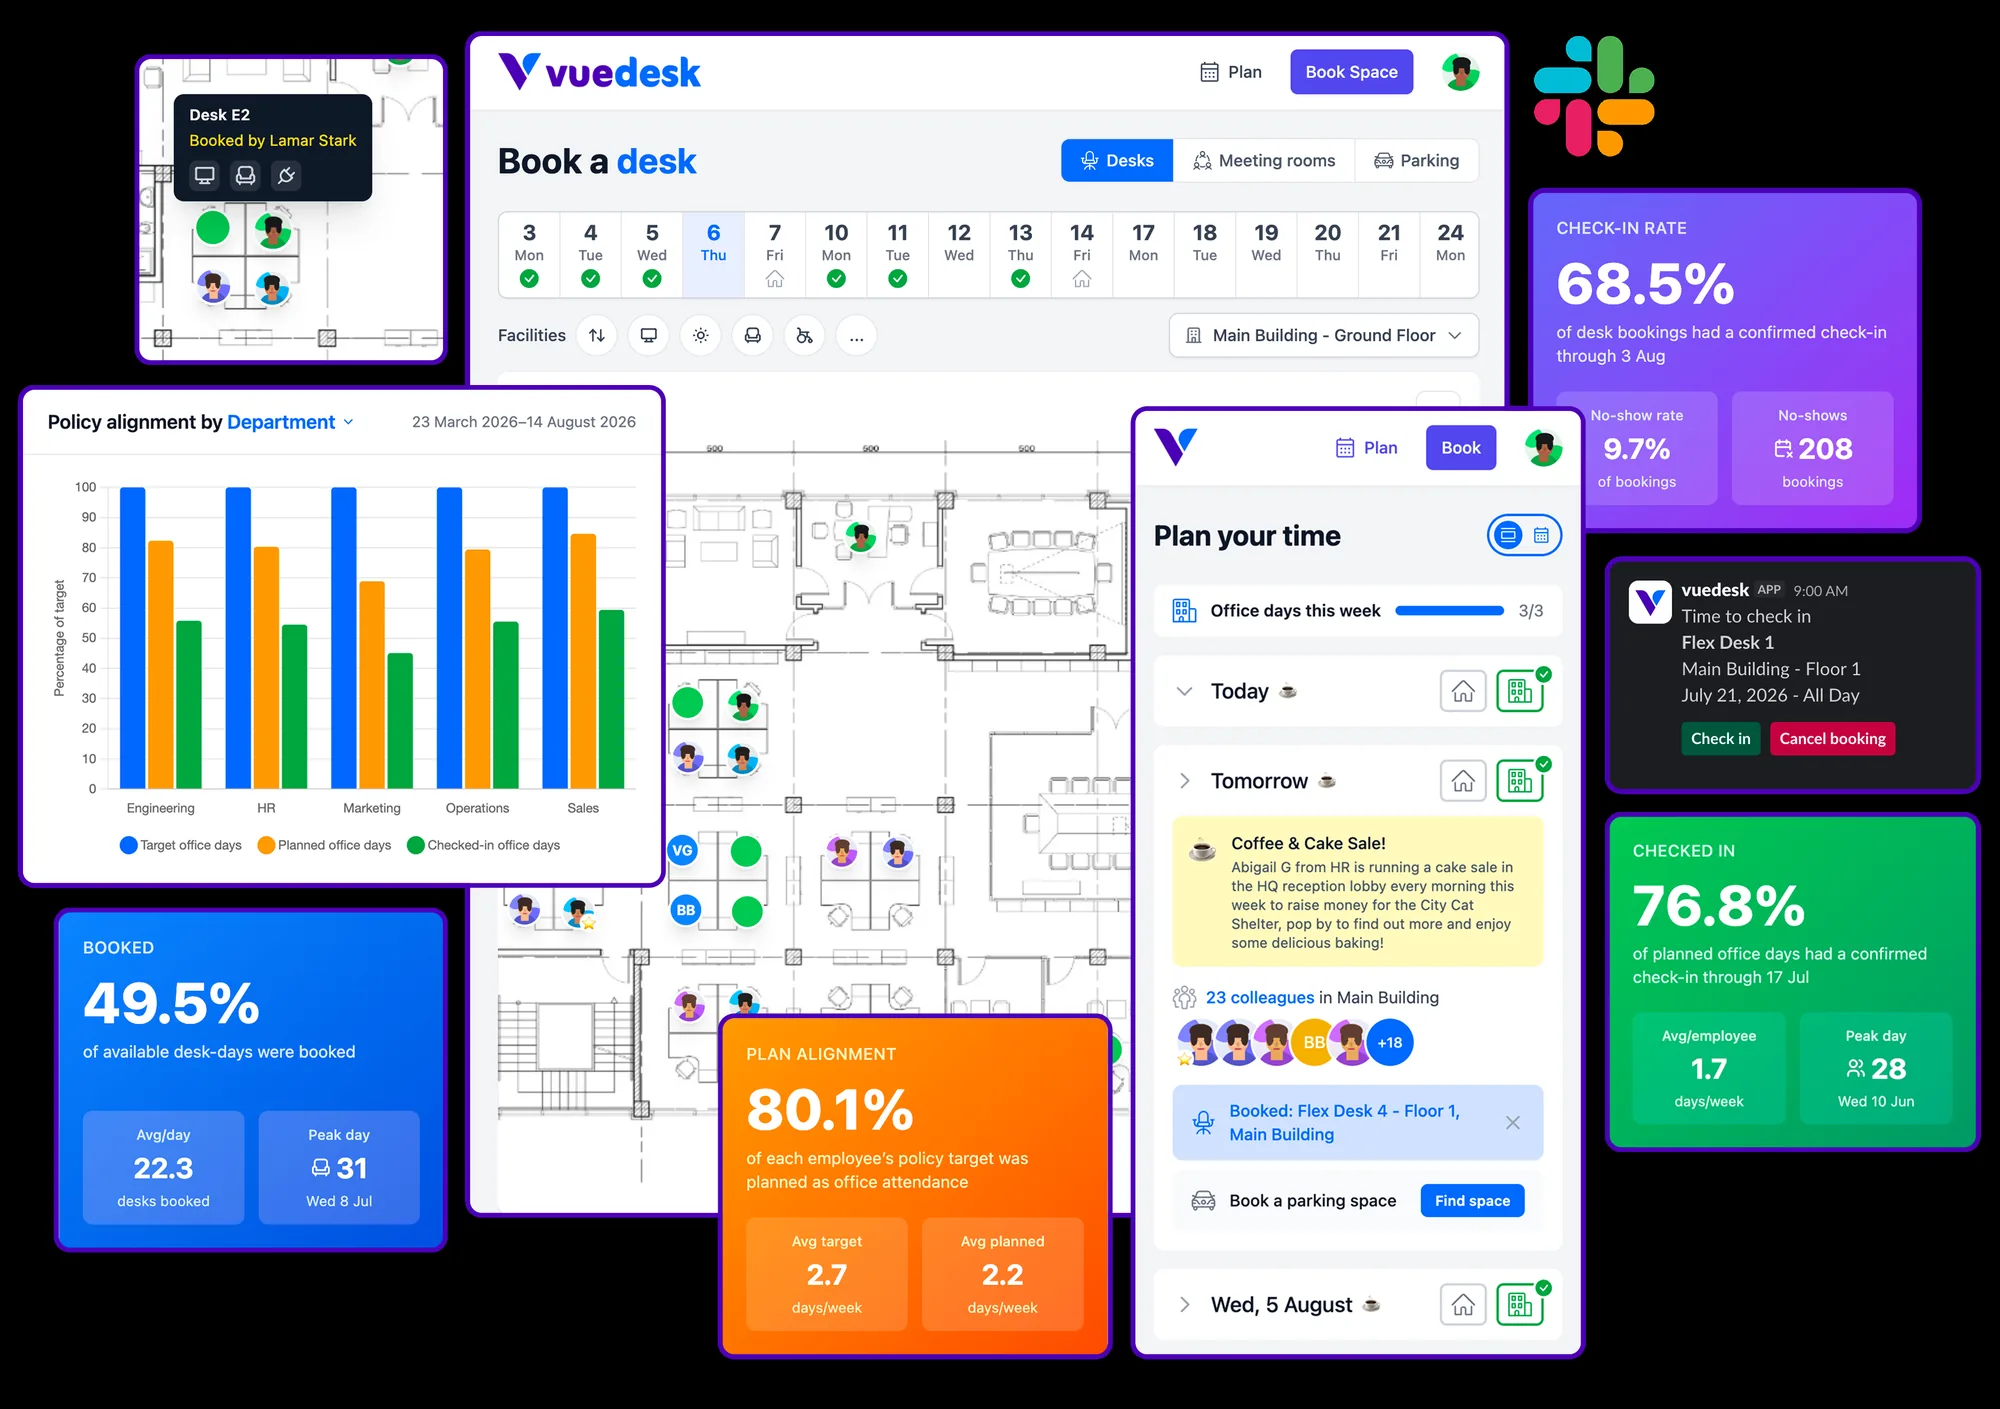 Desk E2
Booked by Lamar Stark
vuedesk
Plan
Book Space
Book a desk
Desks
Meeting rooms
Parking
3 4 5 6 7 10 11 12 13 14 17 18 19 20 21 24
Mon Tue Wed Thu Fri Mon Tue Wed Thu Fri Mon Tue Wed Thu Fri Mon
Facilities
...
Main Building - Ground Floor
500 600 500
CHECK-IN RATE
68.5%
of desk bookings had a confirmed check-in
through 3 Aug
No-show rate
9.7%
of bookings
No-shows
208
bookings
Policy alignment by Department
23 March 2026–14 August 2026
Percentage of target
100
90
80
70
60
50
40
30
20
10
0
Engineering HR Marketing Operations Sales
Target office days Planned office days Checked-in office days
VG
BB
Plan
Book
Plan your time
Office days this week 3/3
Today
Tomorrow
Coffee & Cake Sale!
Abigail G from HR is running a cake sale in
the HQ reception lobby every morning this
week to raise money for the City Cat
Shelter, pop by to find out more and enjoy
some delicious baking!
23 colleagues in Main Building
BB +18
Booked: Flex Desk 4 - Floor 1,
Main Building
Book a parking space
Find space
Wed, 5 August
vuedesk APP 9:00 AM
Time to check in
Flex Desk 1
Main Building - Floor 1
July 21, 2026 - All Day
Check in
Cancel booking
CHECKED IN
76.8%
of planned office days had a confirmed
check-in through 17 Jul
Avg/employee
1.7
days/week
Peak day
28
Wed 10 Jun
BOOKED
49.5%
of available desk-days were booked
Avg/day
22.3
desks booked
Peak day
31
Wed 8 Jul
PLAN ALIGNMENT
80.1%
of each employee’s policy target was
planned as office attendance
Avg target
2.7
days/week
Avg planned
2.2
days/week